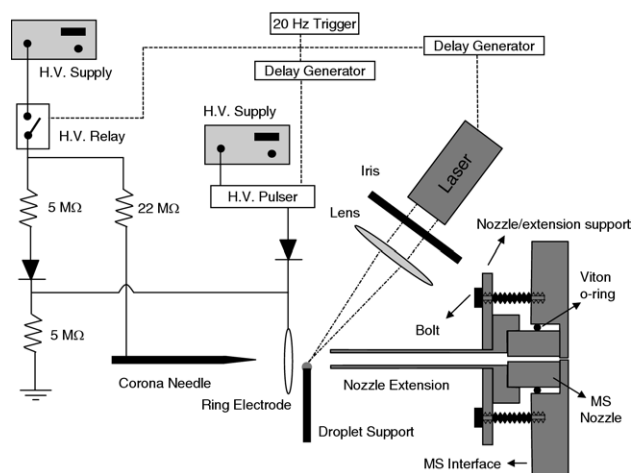 20 Hz Trigger
Delay Generator
Delay Generator
H.V. Supply
H.V. Supply
H.V. Relay
Laser
Iris
Lens
H.V. Pulser
5 MΩ
22 MΩ
Nozzle/extension support
Viton
o-ring
Bolt
5 MΩ
Corona Needle
Ring Electrode
Nozzle Extension
MS
Nozzle
Droplet Support
MS Interface